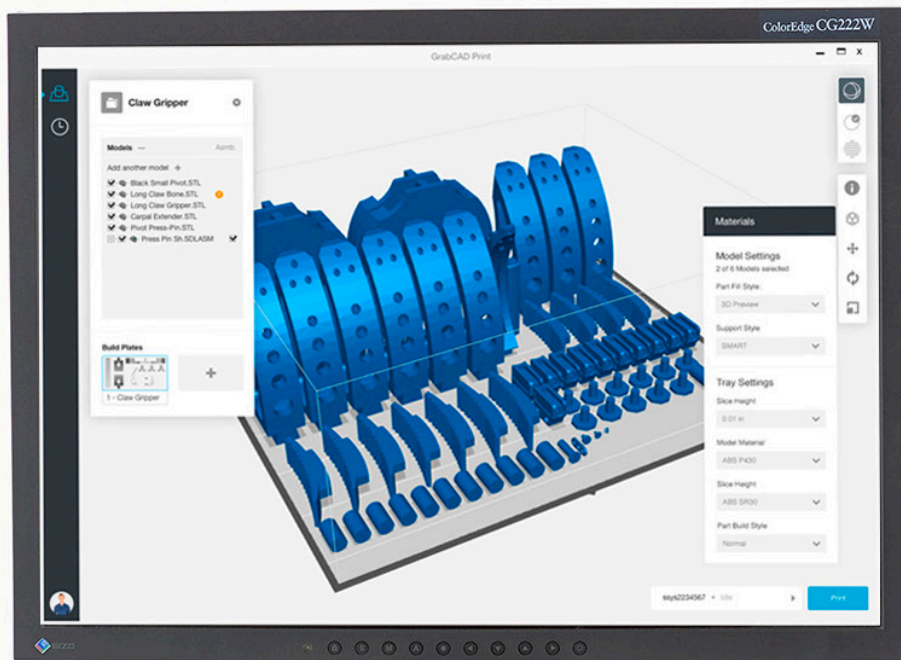 ColorEdge CG222W
GrabCAD Print
Claw Gripper
Models
Asmb.
Add another model +
Black Small Pivot.STL
Long Claw Bone.STL
Long Claw Gripper.STL
Carpal Extender.STL
Pivot Press-Pin.STL
Press Pin Sh.SDLASM
Build Plates
1 - Claw Gripper
Materials
Model Settings
2 of 6 Models selected
Part Fill Style:
3D Preview
Support Style
SMART
Tray Settings
Slice Height
0.01 in
Model Material
ABS P430
Slice Height
ABS SR30
Part Build Style
Normal
ssys2234567 • Idle
Print
EIZO